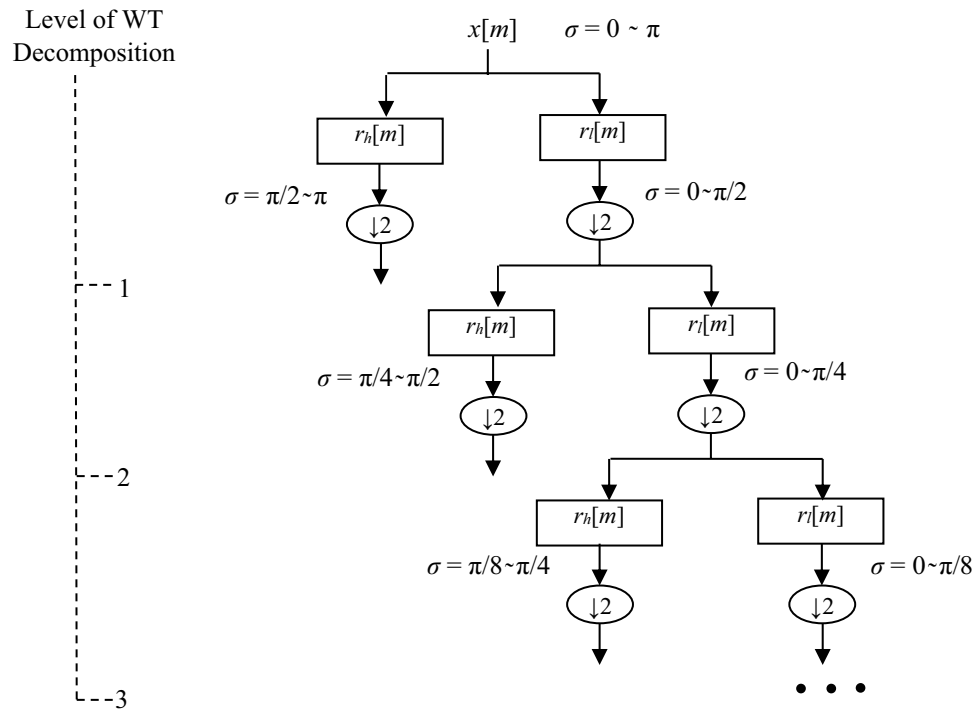 Level of WT
Decomposition
x[m] σ = 0 ~ π
r_h[m] r_l[m]
σ = π/2~π σ = 0~π/2
↓2 ↓2
1
r_h[m] r_l[m]
σ = π/4~π/2 σ = 0~π/4
↓2 ↓2
2
r_h[m] r_l[m]
σ = π/8~π/4 σ = 0~π/8
↓2 ↓2
• • •
3